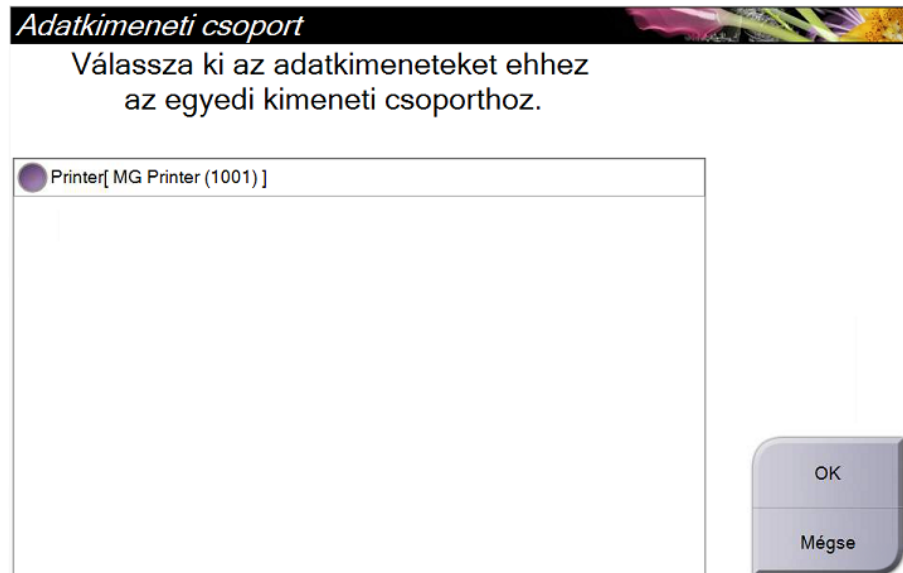 Adatkimeneti csoport
Válassza ki az adatkimeneteket ehhez
az egyedi kimeneti csoporthoz.
Printer[ MG Printer (1001) ]
OK
Mégse